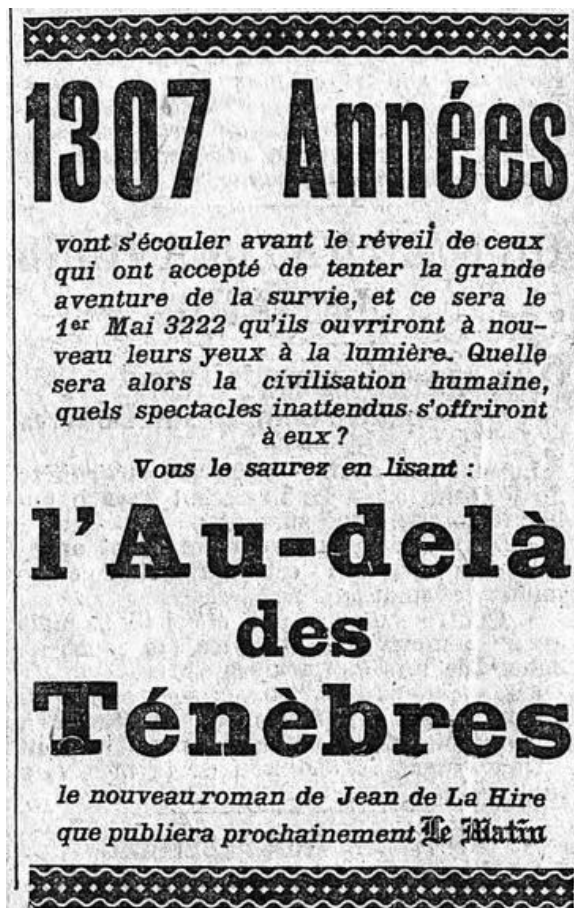 1307 Années
vont s'écouler avant le réveil de ceux
qui ont accepté de tenter la grande
aventure de la survie, et ce sera le
1er Mai 3222 qu'ils ouvriront à nou-
veau leurs yeux à la lumière. Quelle
sera alors la civilisation humaine,
quels spectacles inattendus s'offriront
à eux ?
Vous le saurez en lisant :
l'Au-delà
des
Ténèbres
le nouveau roman de Jean de La Hire
que publiera prochainement Le Matin